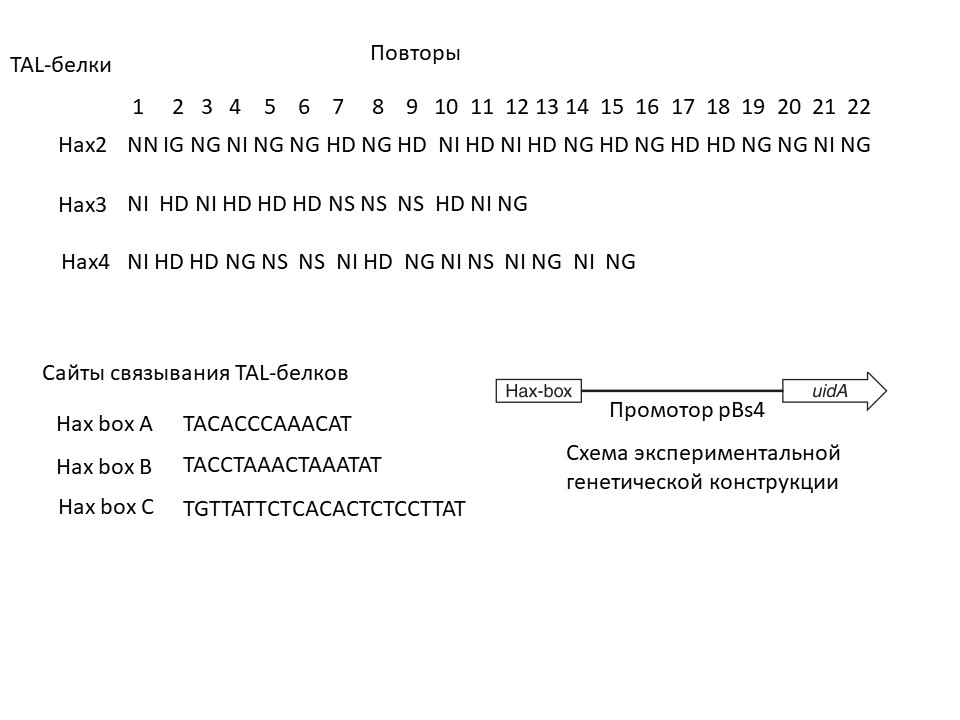 Повторы
TAL-белки
1 2 3 4 5 6 7 8 9 10 11 12 13 14 15 16 17 18 19 20 21 22
Hax2 NN IG NG NI NG NG HD NG HD NI HD NI HD NG HD NG HD HD NG NG NI NG
Hax3 NI HD NI HD HD HD NS NS NS HD NI NG
Hax4 NI HD HD NG NS NS NI HD NG NI NS NI NG NI NG
Сайты связывания TAL-белков
Hax box A TACACCCAAACAT
Hax box B TACCTAAACTAAATAT
Hax box C TGTTATTCTCACACTCTCCTTAT
Hax-box uidA
Промотор pBs4
Схема экспериментальной
генетической конструкции